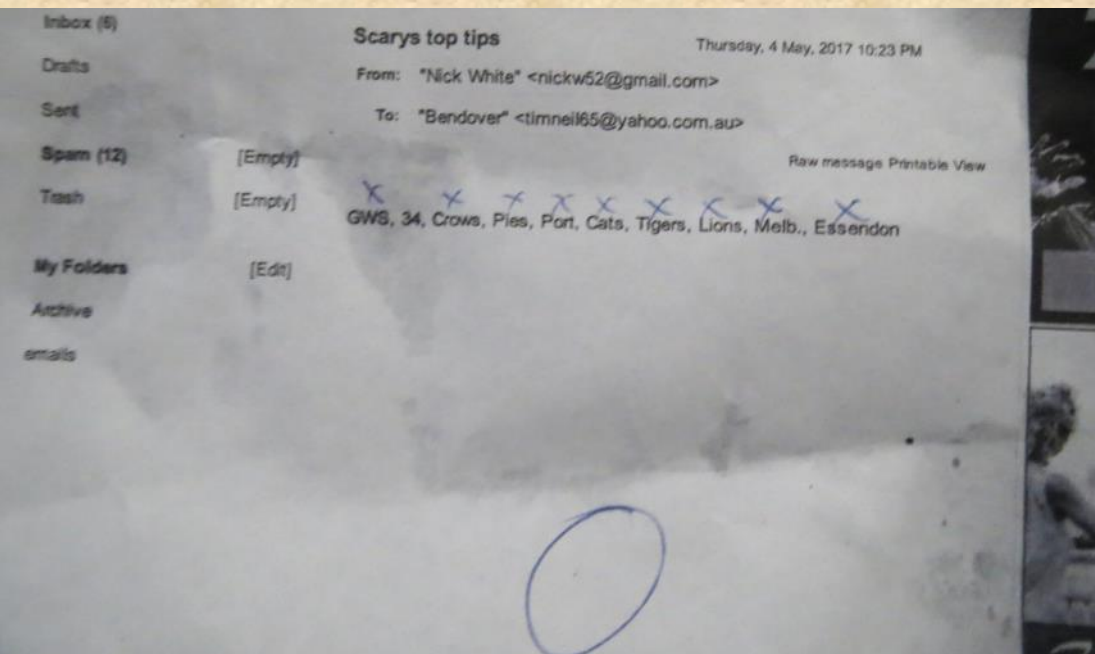 Inbox (6)
Scarys top tips
Thursday, 4 May, 2017 10:23 PM
Drafts
From: "Nick White" <nickw52@gmail.com>
Sent
To: "Bendover" <timneil65@yahoo.com.au>
Spam (12) [Empty]
Raw message Printable View
Trash [Empty]
X X X X X X X X X
GWS, 34, Crows, Pies, Port, Cats, Tigers, Lions, Melb., Essendon
My Folders [Edit]
Archive
emails